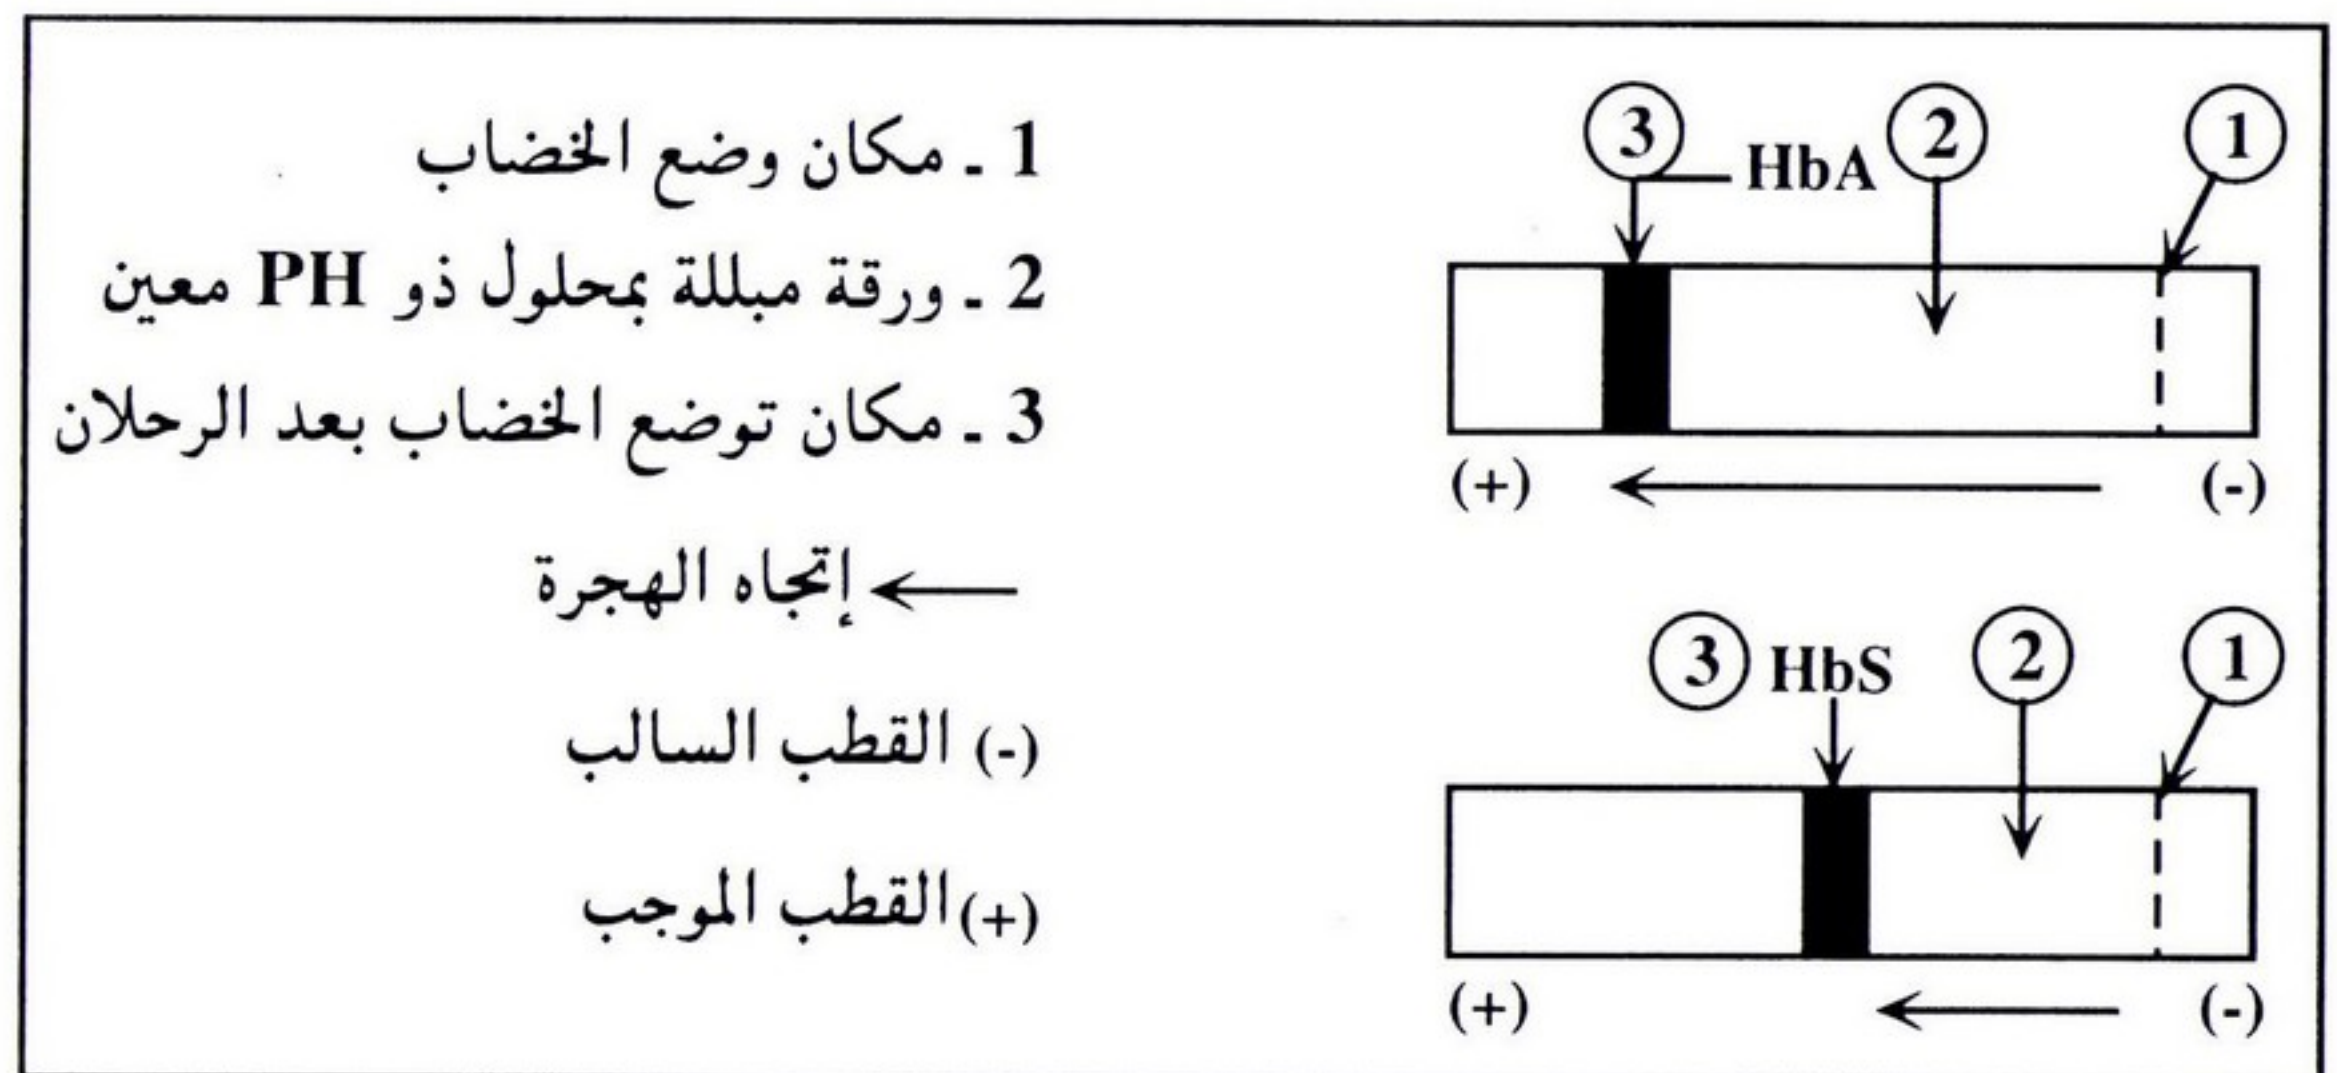 1 ـ مكان وضع الخضاب
2 ـ ورقة مبللة بمحلول ذو PH معين
3 ـ مكان توضع الخضاب بعد الرحلان
إتجاه الهجرة
(-) القطب السالب
(+) القطب الموجب
1 2 HbA 3
(-) (+)
1 2 HbS 3
(-) (+)